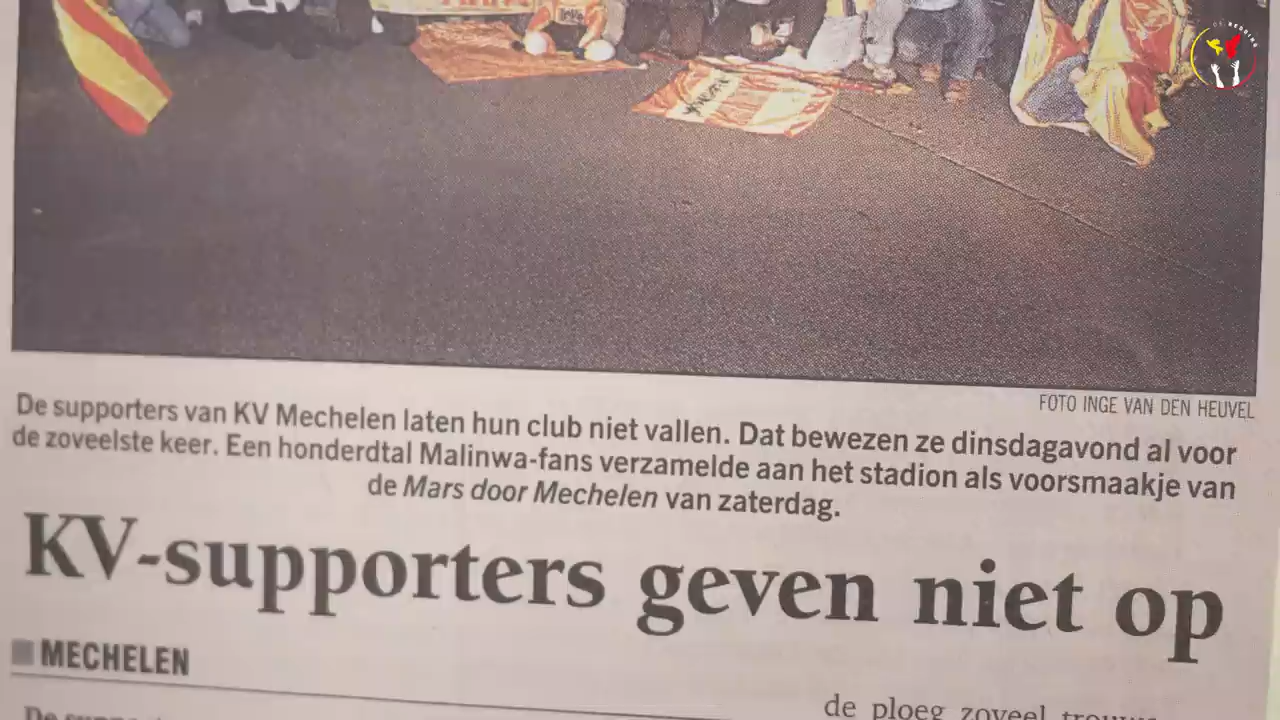 FOTO INGE VAN DEN HEUVEL
De supporters van KV Mechelen laten hun club niet vallen. Dat bewezen ze dinsdagavond al voor
de zoveelste keer. Een honderdtal Malinwa-fans verzamelde aan het stadion als voorsmaakje van
de Mars door Mechelen van zaterdag.
KV-supporters geven niet op
MECHELEN
de ploeg zoveel